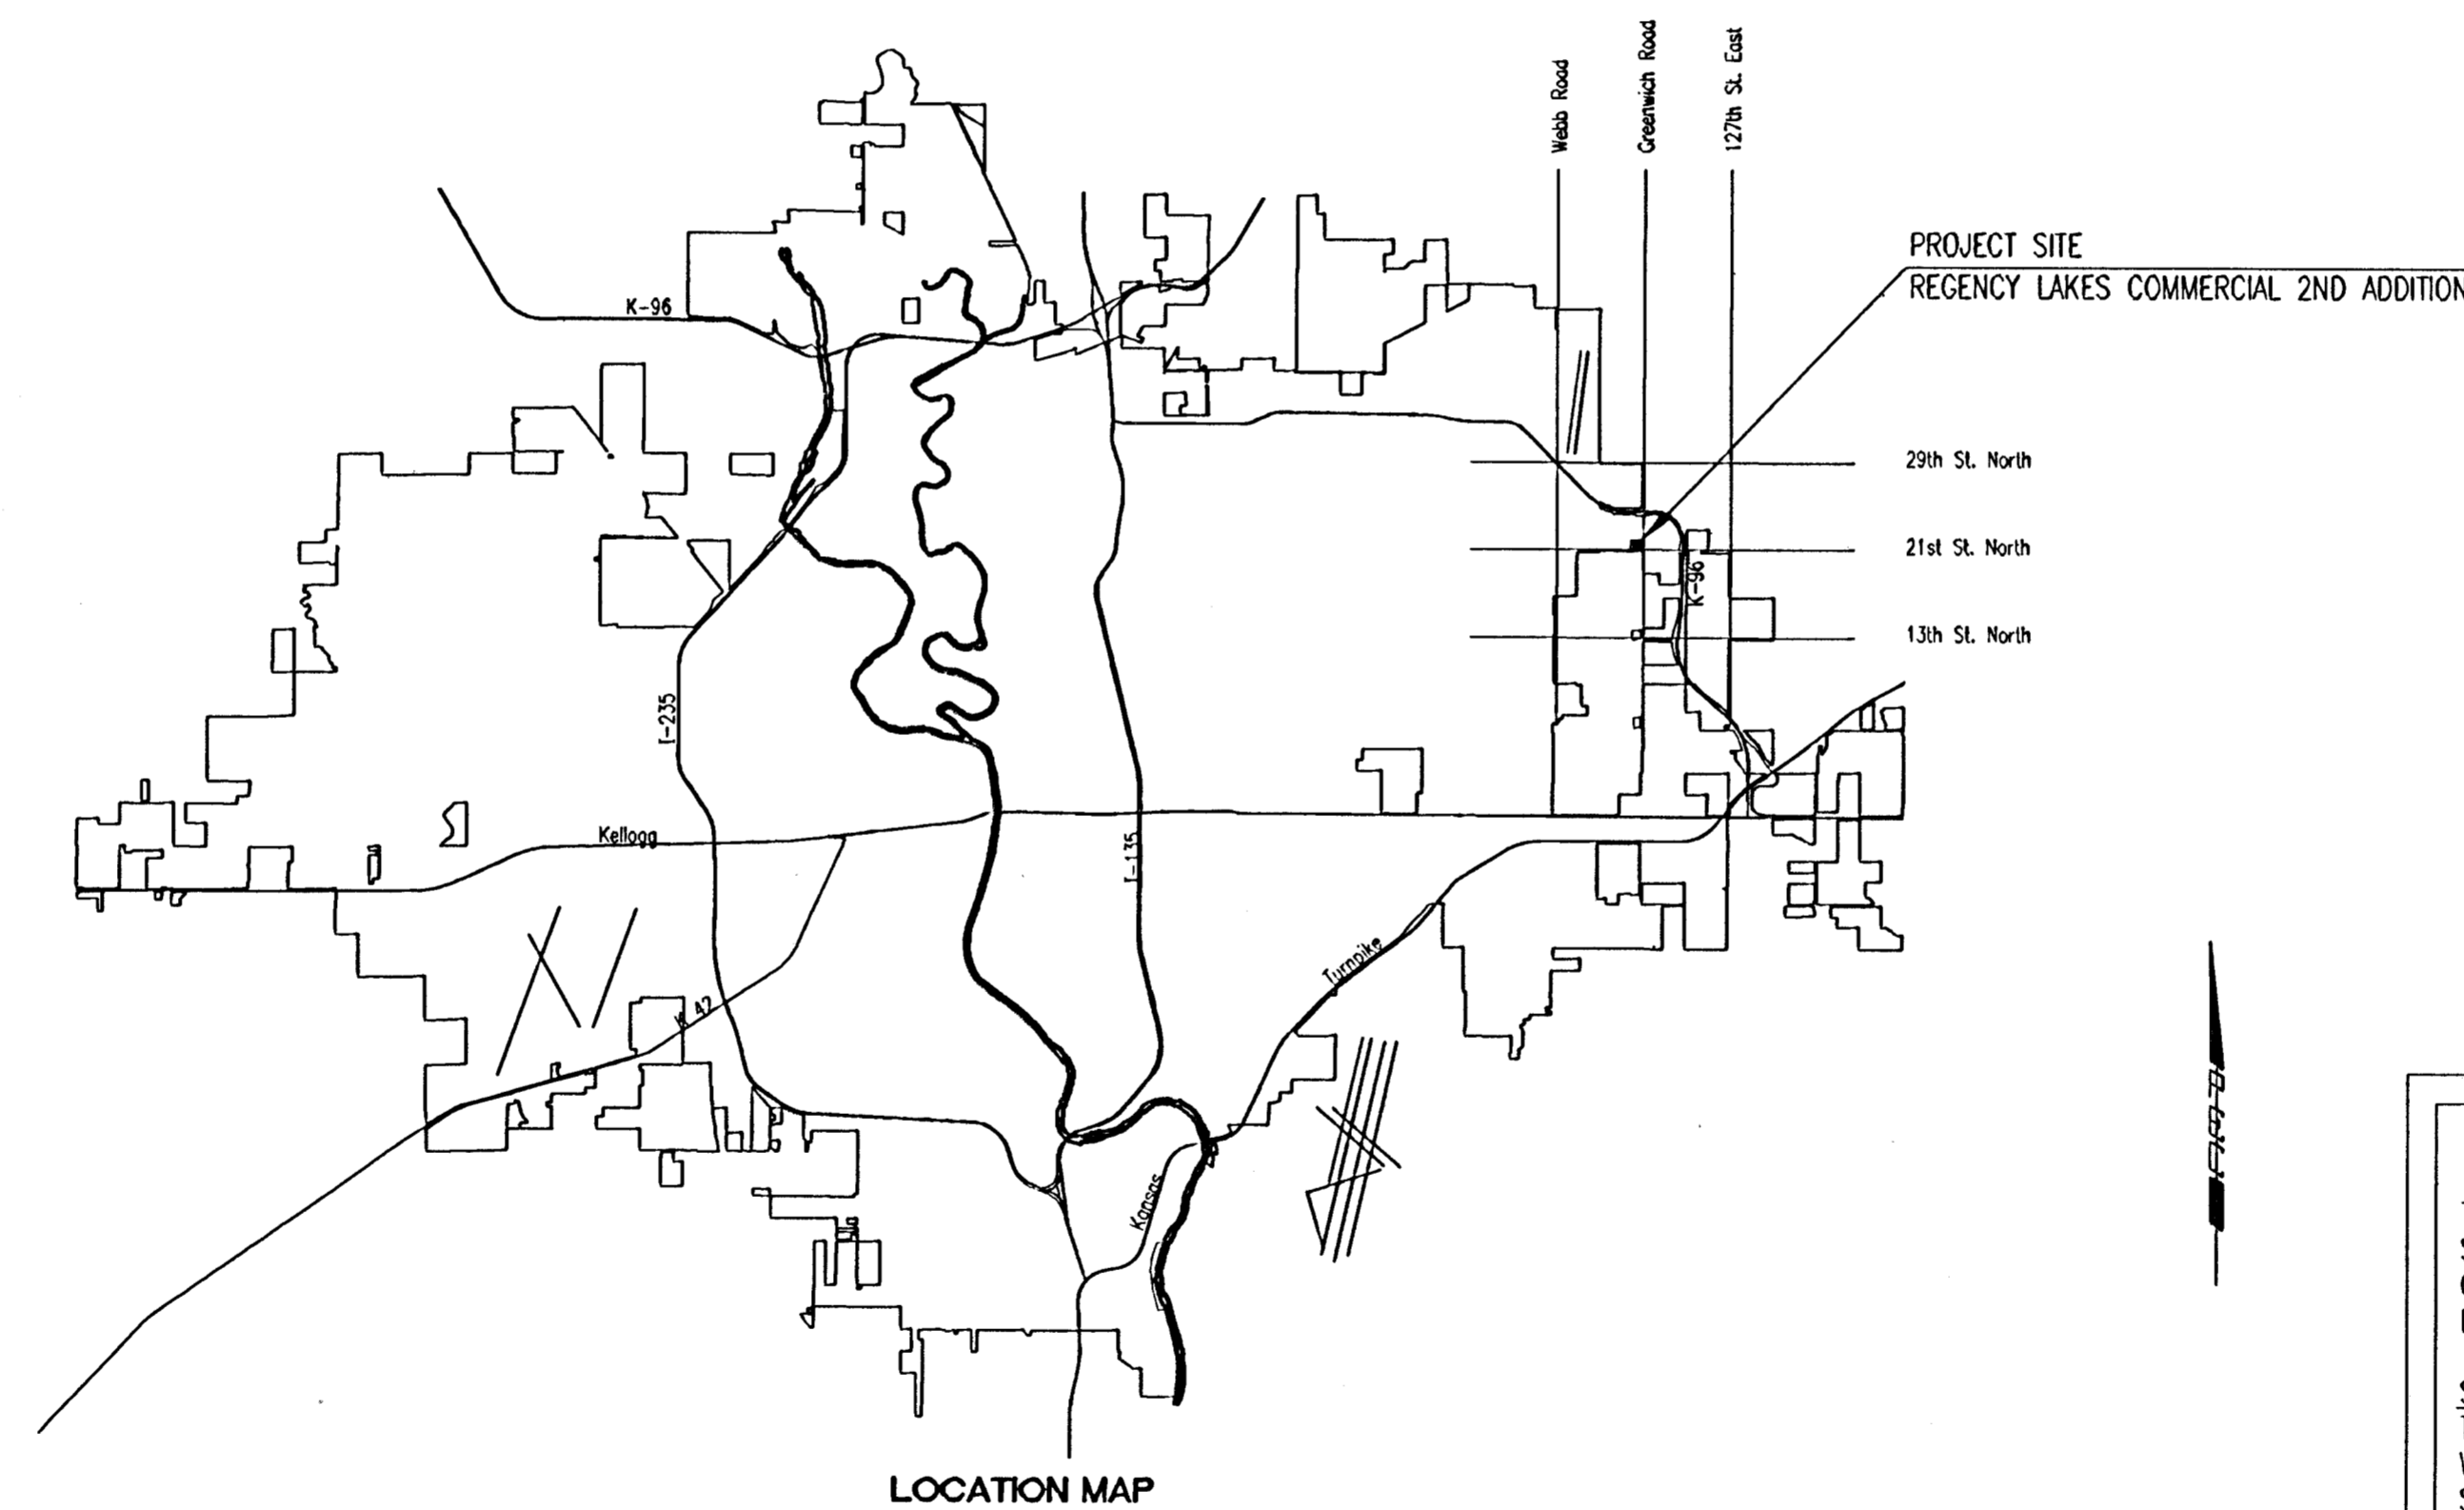 Webb Road
Greenwich Road
127th St. East
PROJECT SITE
REGENCY LAKES COMMERCIAL 2ND ADDITION
K-96
29th St. North
21st St. North
K-96
13th St. North
I-235
Kellogg
I-135
Turnpike
K 42
Kansas
LOCATION MAP